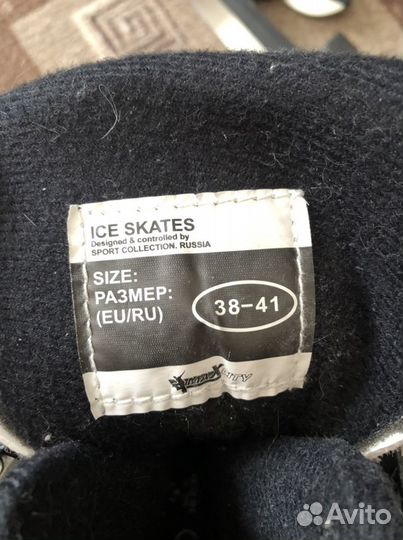 ICE SKATES
Designed & controlled by
SPORT COLLECTION. RUSSIA
SIZE:
РАЗМЕР:
(EU/RU)
38-41
Avito